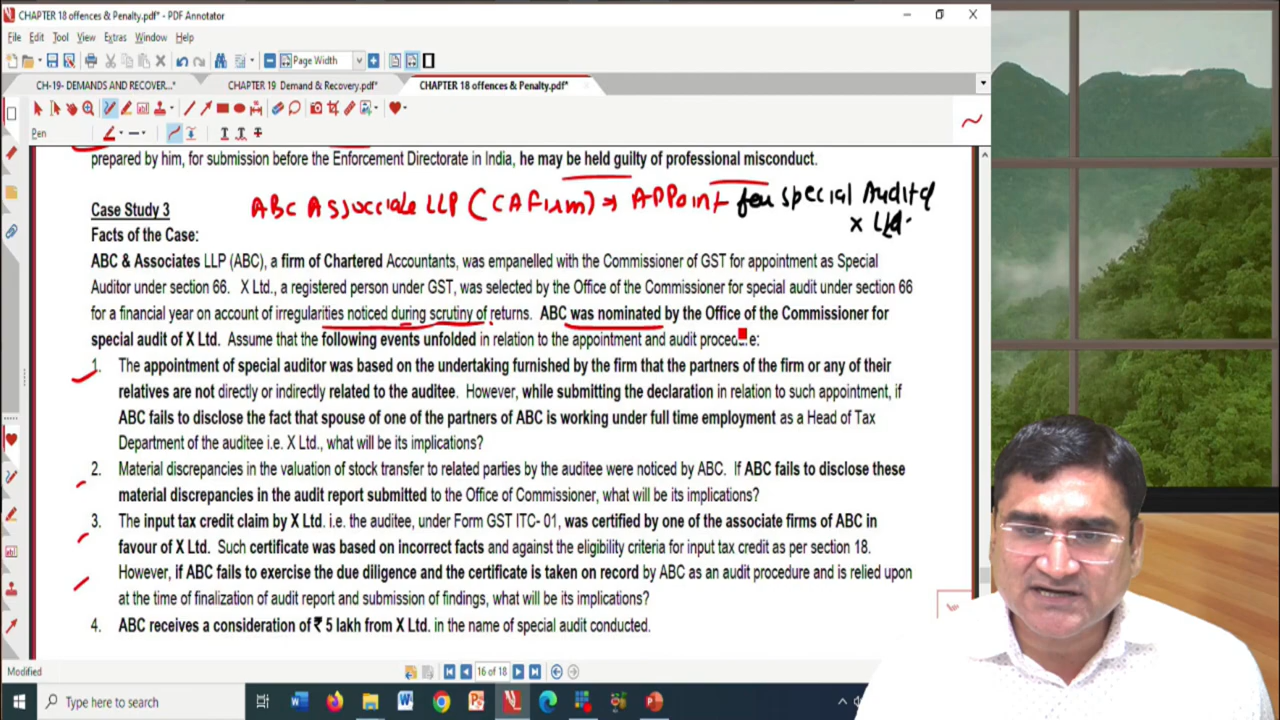 CHAPTER 18 offences & Penalty.pdf* - PDF Annotator
File Edit Tool View Extras Window Help
Page Width
CH-19- DEMANDS AND RECOVER...* CHAPTER 19 Demand & Recovery.pdf* CHAPTER 18 offences & Penalty.pdf*
Pen
prepared by him, for submission before the Enforcement Directorate in India, he may be held guilty of professional misconduct.
ABC Associate LLP (CA Firm) → APPoint for special Audit of
X Ltd.
Case Study 3
Facts of the Case:
ABC & Associates LLP (ABC), a firm of Chartered Accountants, was empanelled with the Commissioner of GST for appointment as Special
Auditor under section 66. X Ltd., a registered person under GST, was selected by the Office of the Commissioner for special audit under section 66
for a financial year on account of irregularities noticed during scrutiny of returns. ABC was nominated by the Office of the Commissioner for
special audit of X Ltd. Assume that the following events unfolded in relation to the appointment and audit procedure:
1. The appointment of special auditor was based on the undertaking furnished by the firm that the partners of the firm or any of their
relatives are not directly or indirectly related to the auditee. However, while submitting the declaration in relation to such appointment, if
ABC fails to disclose the fact that spouse of one of the partners of ABC is working under full time employment as a Head of Tax
Department of the auditee i.e. X Ltd., what will be its implications?
2. Material discrepancies in the valuation of stock transfer to related parties by the auditee were noticed by ABC. If ABC fails to disclose these
material discrepancies in the audit report submitted to the Office of Commissioner, what will be its implications?
3. The input tax credit claim by X Ltd. i.e. the auditee, under Form GST ITC- 01, was certified by one of the associate firms of ABC in
favour of X Ltd. Such certificate was based on incorrect facts and against the eligibility criteria for input tax credit as per section 18.
However, if ABC fails to exercise the due diligence and the certificate is taken on record by ABC as an audit procedure and is relied upon
at the time of finalization of audit report and submission of findings, what will be its implications?
4. ABC receives a consideration of ₹ 5 lakh from X Ltd. in the name of special audit conducted.
Modified
16 of 18
Type here to search